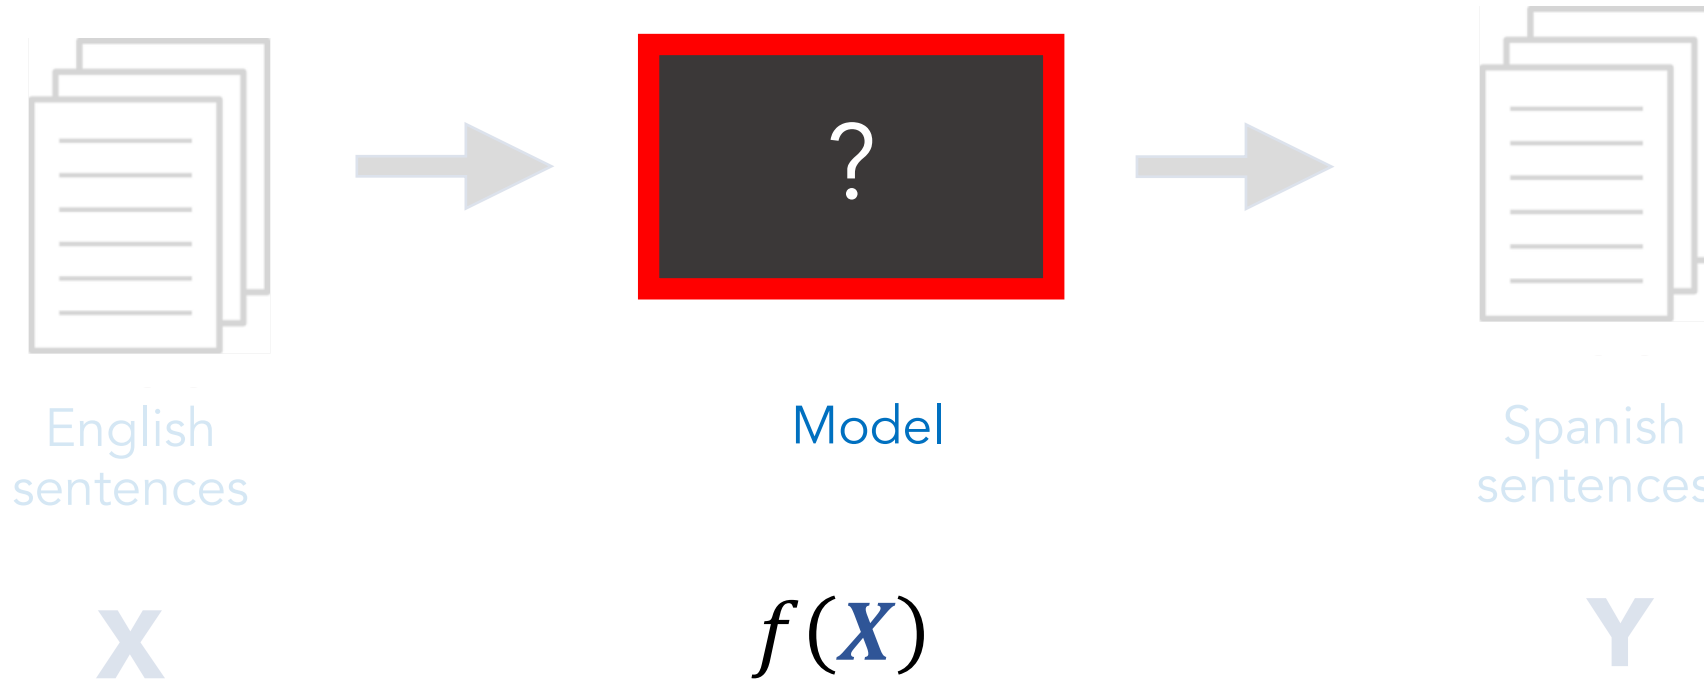 ?
English
sentences
Model
Spanish
sentences
X
f(X)
Y